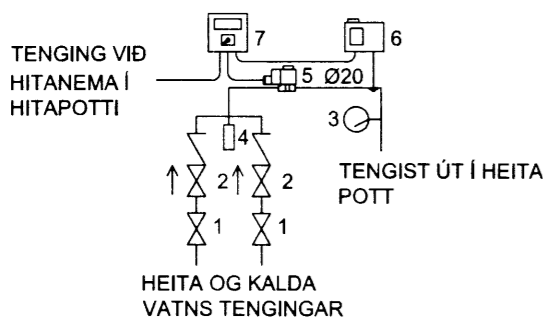 7
6
TENGING VIÐ
HITANEMA Í
HITAPOTTI
5 Ø20
3
4
2
2
TENGIST ÚT Í HEITA
POTT
1
1
HEITA OG KALDA
VATNS TENGINGAR